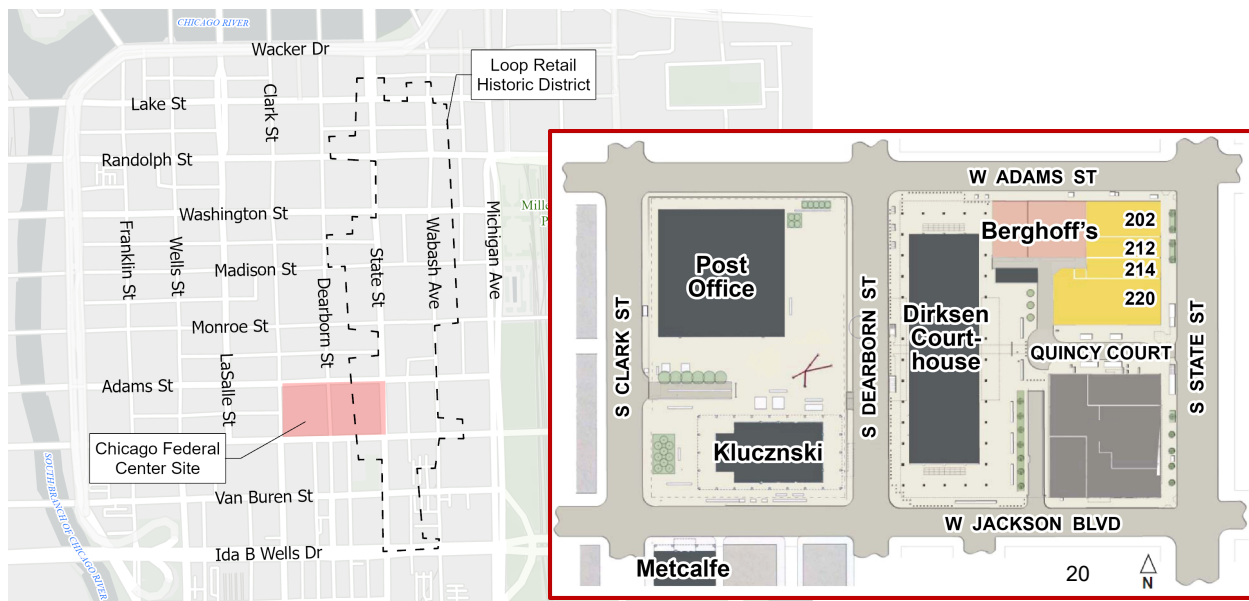 CHICAGO RIVER
Wacker Dr
Loop Retail
Historic District
Lake St
Clark St
Randolph St
Washington St
Franklin St
Wells St
Madison St
State St
Wabash Ave
Michigan Ave
Mille
P
Dearborn St
Monroe St
LaSalle St
Adams St
Chicago Federal
Center Site
Van Buren St
Ida B Wells Dr
SOUTH BRANCH OF CHICAGO RIVER
W ADAMS ST
Berghoff's
202
212
214
220
Post
Office
Dirksen
Court-
house
QUINCY COURT
S CLARK ST
S DEARBORN ST
S STATE ST
Klucznski
W JACKSON BLVD
Metcalfe
20
N